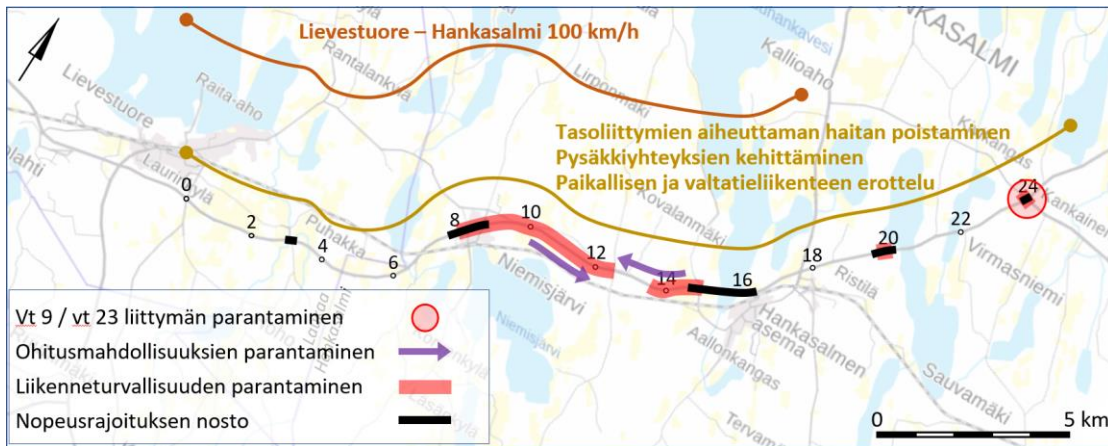 Lievestuore – Hankasalmi 100 km/h
Tasoliittymien aiheuttaman haitan poistaminen
Pysäkkiyhteyksien kehittäminen
Paikallisen ja valtatieliikenteen erottelu
HANKASALMI
Kallioaho
Kankainen
Kovalanmäki
Lirponmäki
Rantalankylä
Raita-aho
Lievestuore
Puhakka
Niemisjärvi
Niemisjärvi
Aallonkangas
Hankasalmen
asema
Ristilä
Virmasniemi
Sauvamäki
0
2
4
6
8
10
12
14
16
18
20
22
24
Vt 9 / vt 23 liittymän parantaminen
Ohitusmahdollisuuksien parantaminen
Liikenneturvallisuuden parantaminen
Nopeusrajoituksen nosto
0
5 km